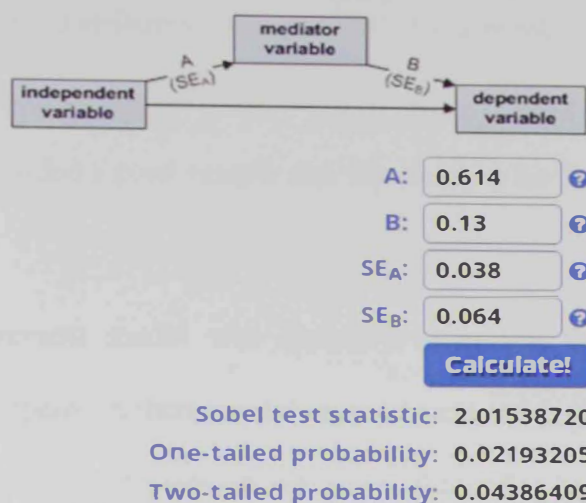 mediator
variable
A
(SEA)
B
(SEB)
independent
variable
dependent
variable
A: 0.614 ?
B: 0.13 ?
SEA: 0.038 ?
SEB: 0.064 ?
Calculate!
Sobel test statistic: 2.01538720
One-tailed probability: 0.02193205
Two-tailed probability: 0.04386409